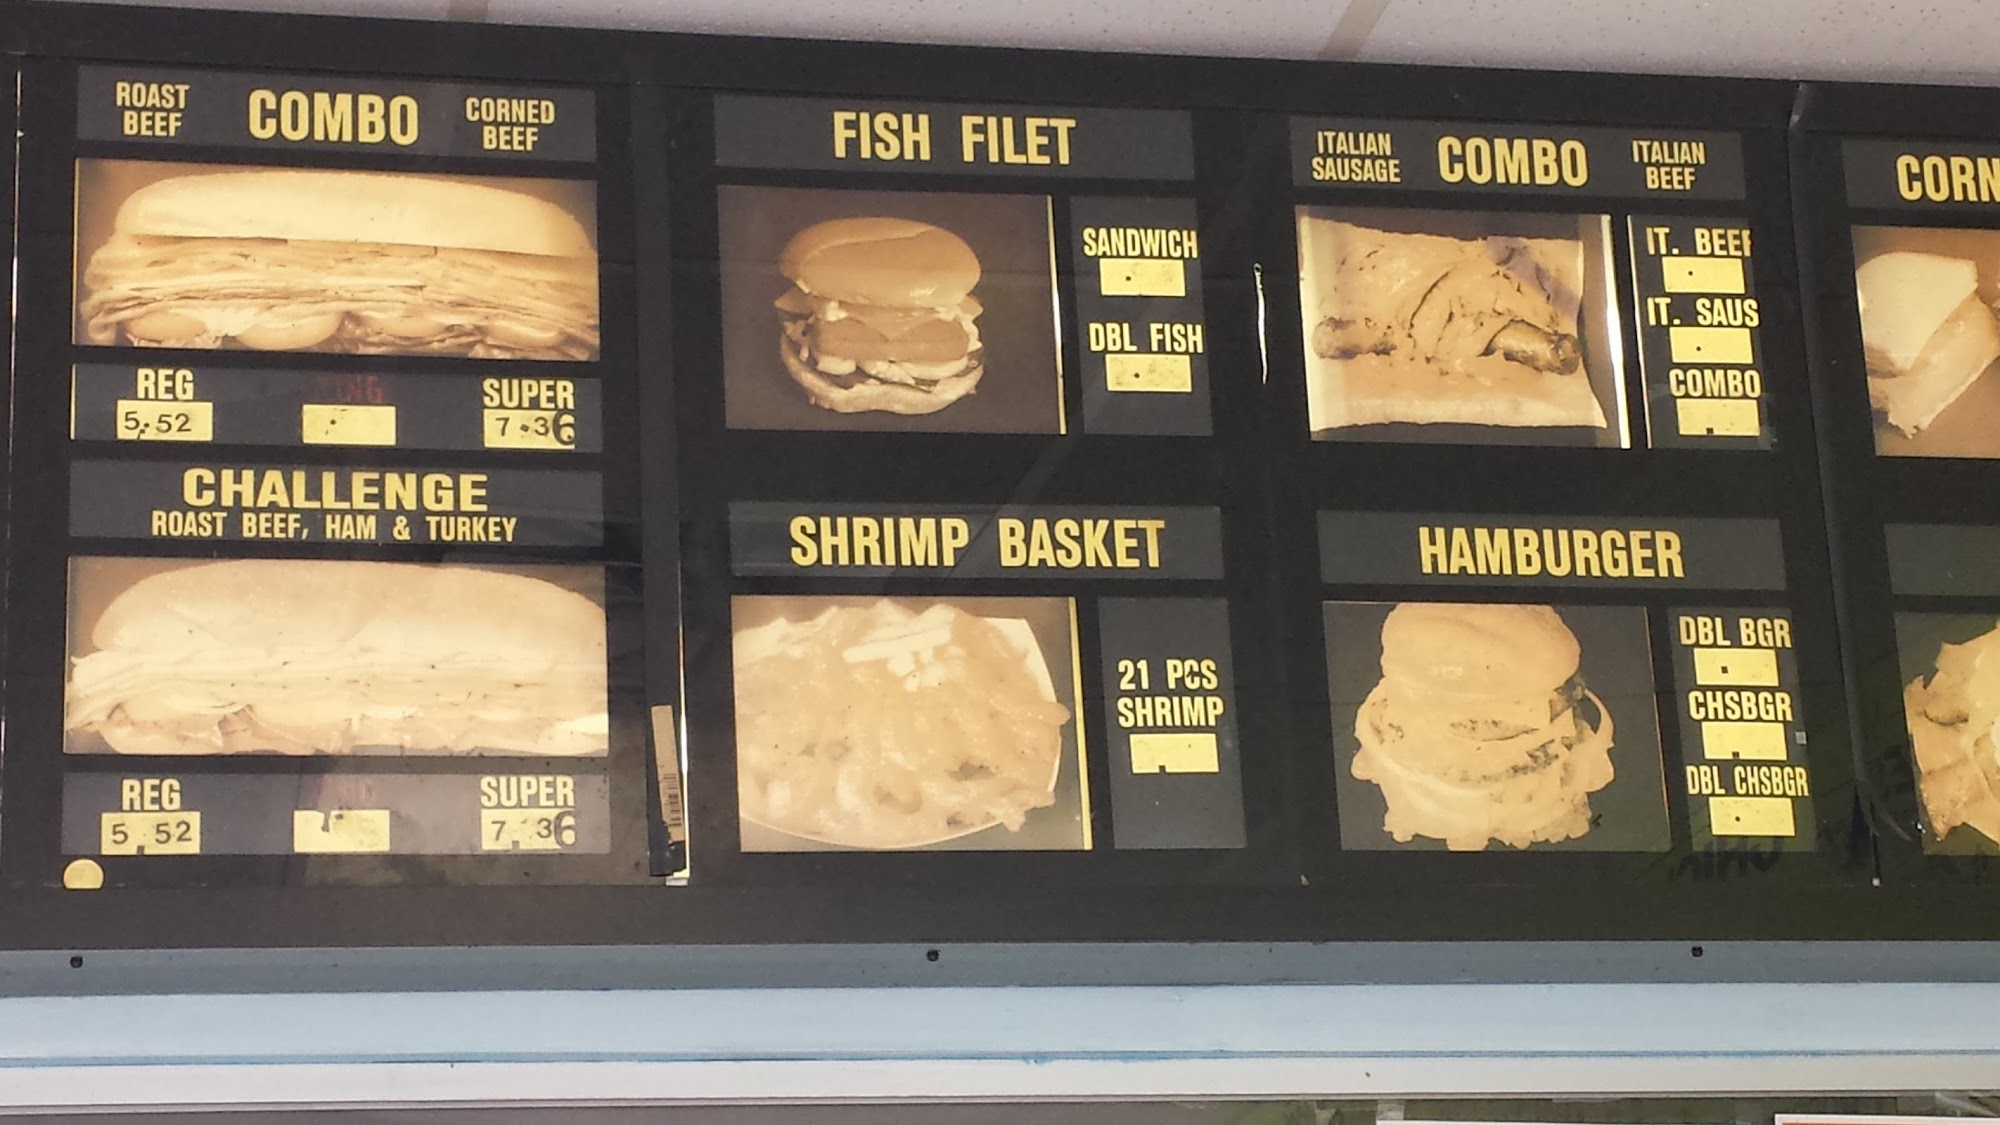 ROAST
BEEF
COMBO
CORNED
BEEF
REG
SUPER
5.52
7.36
CHALLENGE
ROAST BEEF, HAM & TURKEY
REG
SUPER
5.52
7.36
FISH FILET
SANDWICH
DBL FISH
SHRIMP BASKET
21 PCS
SHRIMP
ITALIAN
SAUSAGE
COMBO
ITALIAN
BEEF
IT. BEEF
IT. SAUS
COMBO
HAMBURGER
DBL BGR
CHSBGR
DBL CHSBGR
CORN